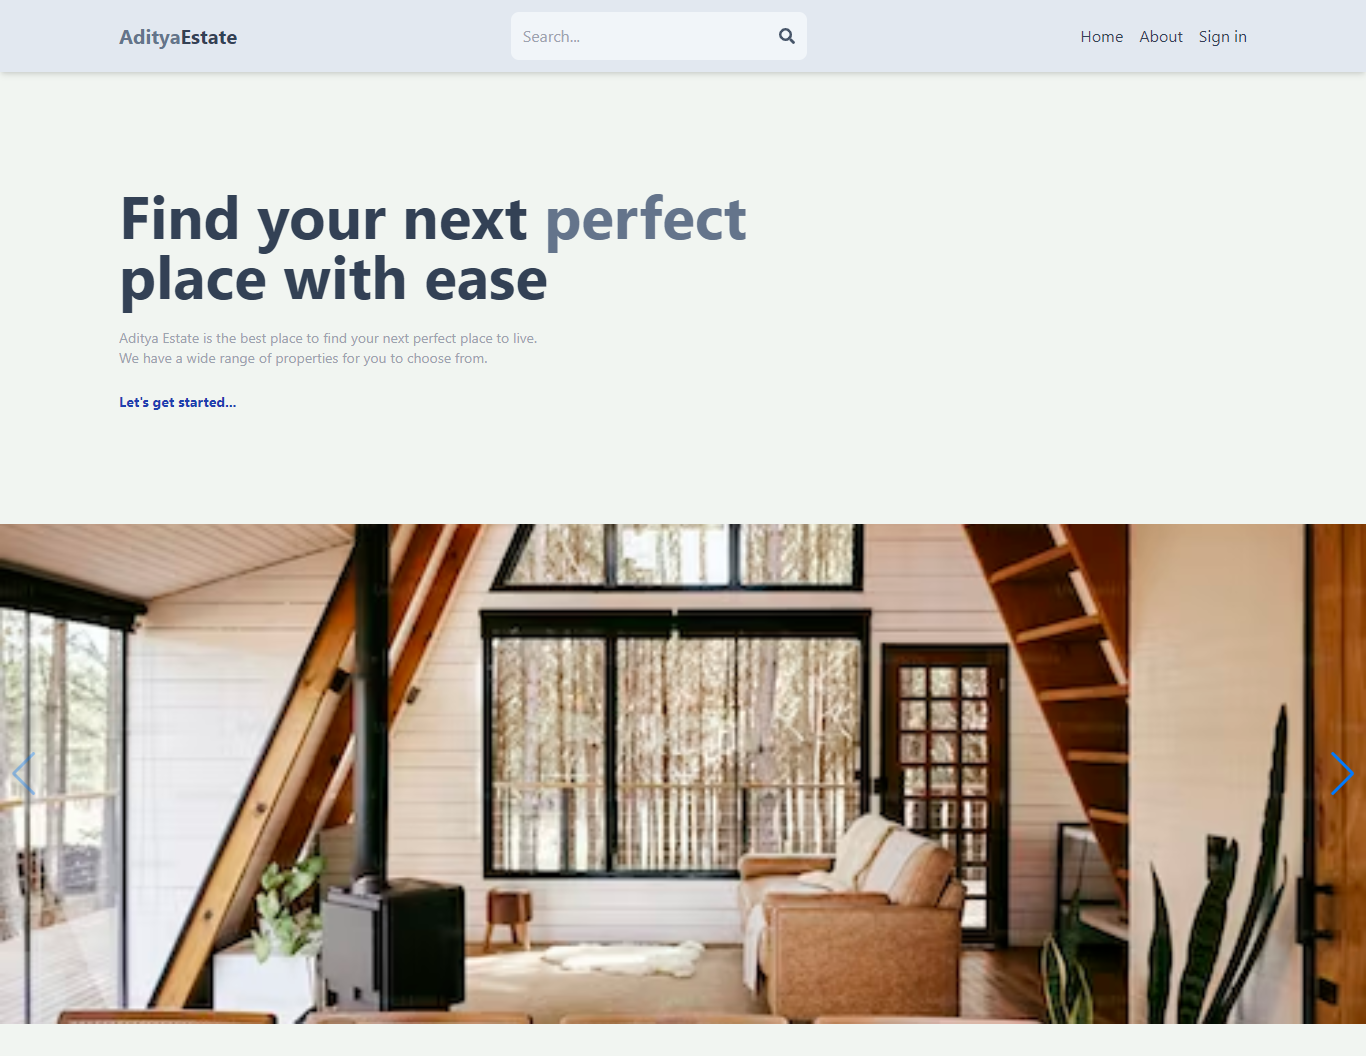 AdityaEstate
Search...
Home About Sign in
Find your next perfect
place with ease
Aditya Estate is the best place to find your next perfect place to live.
We have a wide range of properties for you to choose from.
Let's get started...